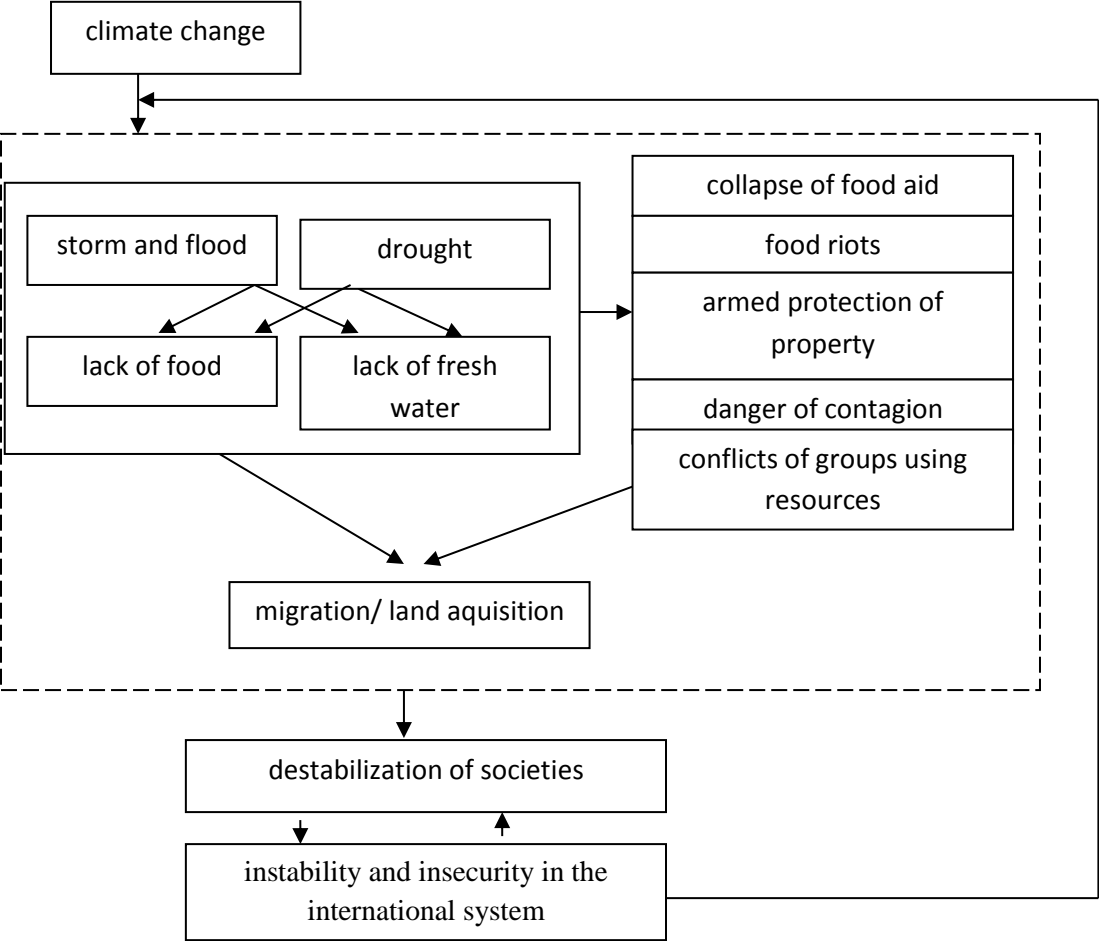 climate change
storm and flood
drought
lack of food
lack of fresh
water
collapse of food aid
food riots
armed protection of
property
danger of contagion
conflicts of groups using
resources
migration/ land aquisition
destabilization of societies
instability and insecurity in the
international system